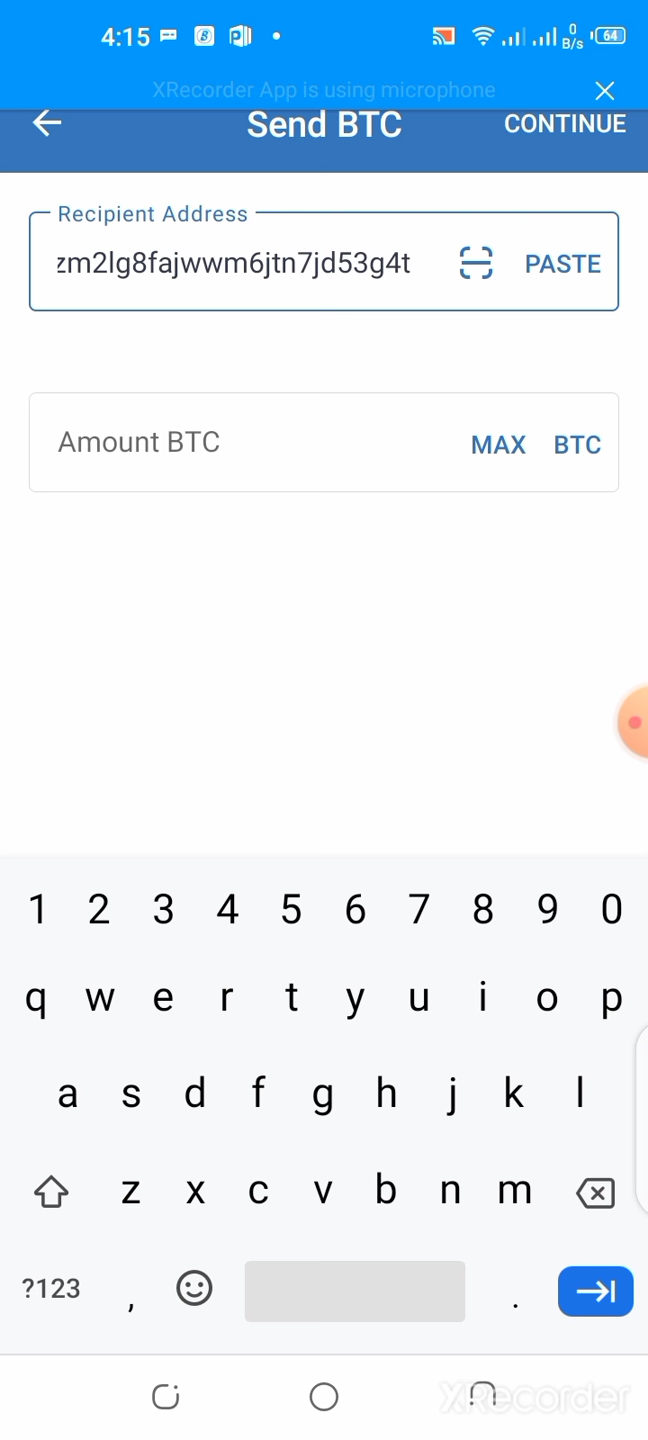 4:15
0
B/s
64
XRecorder App is using microphone
Send BTC
CONTINUE
Recipient Address
zm2lg8fajwwm6jtn7jd53g4t
PASTE
Amount BTC
MAX
BTC
1 2 3 4 5 6 7 8 9 0
q w e r t y u i o p
a s d f g h j k l
z x c v b n m
?123 , .
XRecorder